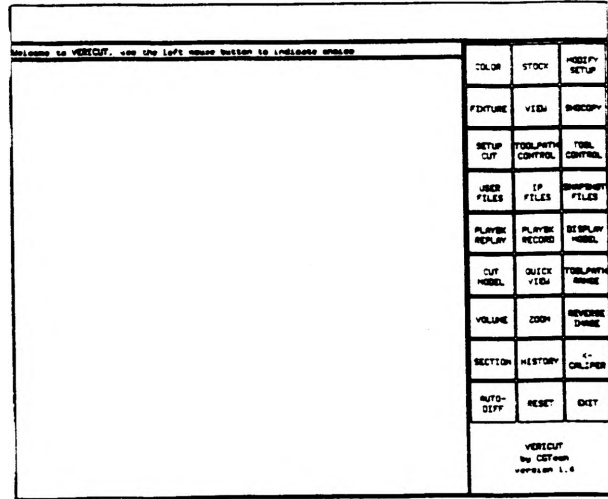 Welcome to VERICUT, use the left mouse button to indicate choice
COLOR STOCK MODIFY SETUP
FIXTURE VIEW SHOCOPY
SETUP CUT TOOLPATH CONTROL TOOL CONTROL
USER FILES IP FILES SNAPSHOT FILES
PLAYBK REPLAY PLAYBK RECORD DISPLAY MODEL
CUT MODEL QUICK VIEW TOOLPATH RANGE
VOLUME ZOOM REVERSE IMAGE
SECTION HISTORY <- CALIPER
AUTO-DIFF RESET EXIT
VERICUT
by CGTech
version 1.6